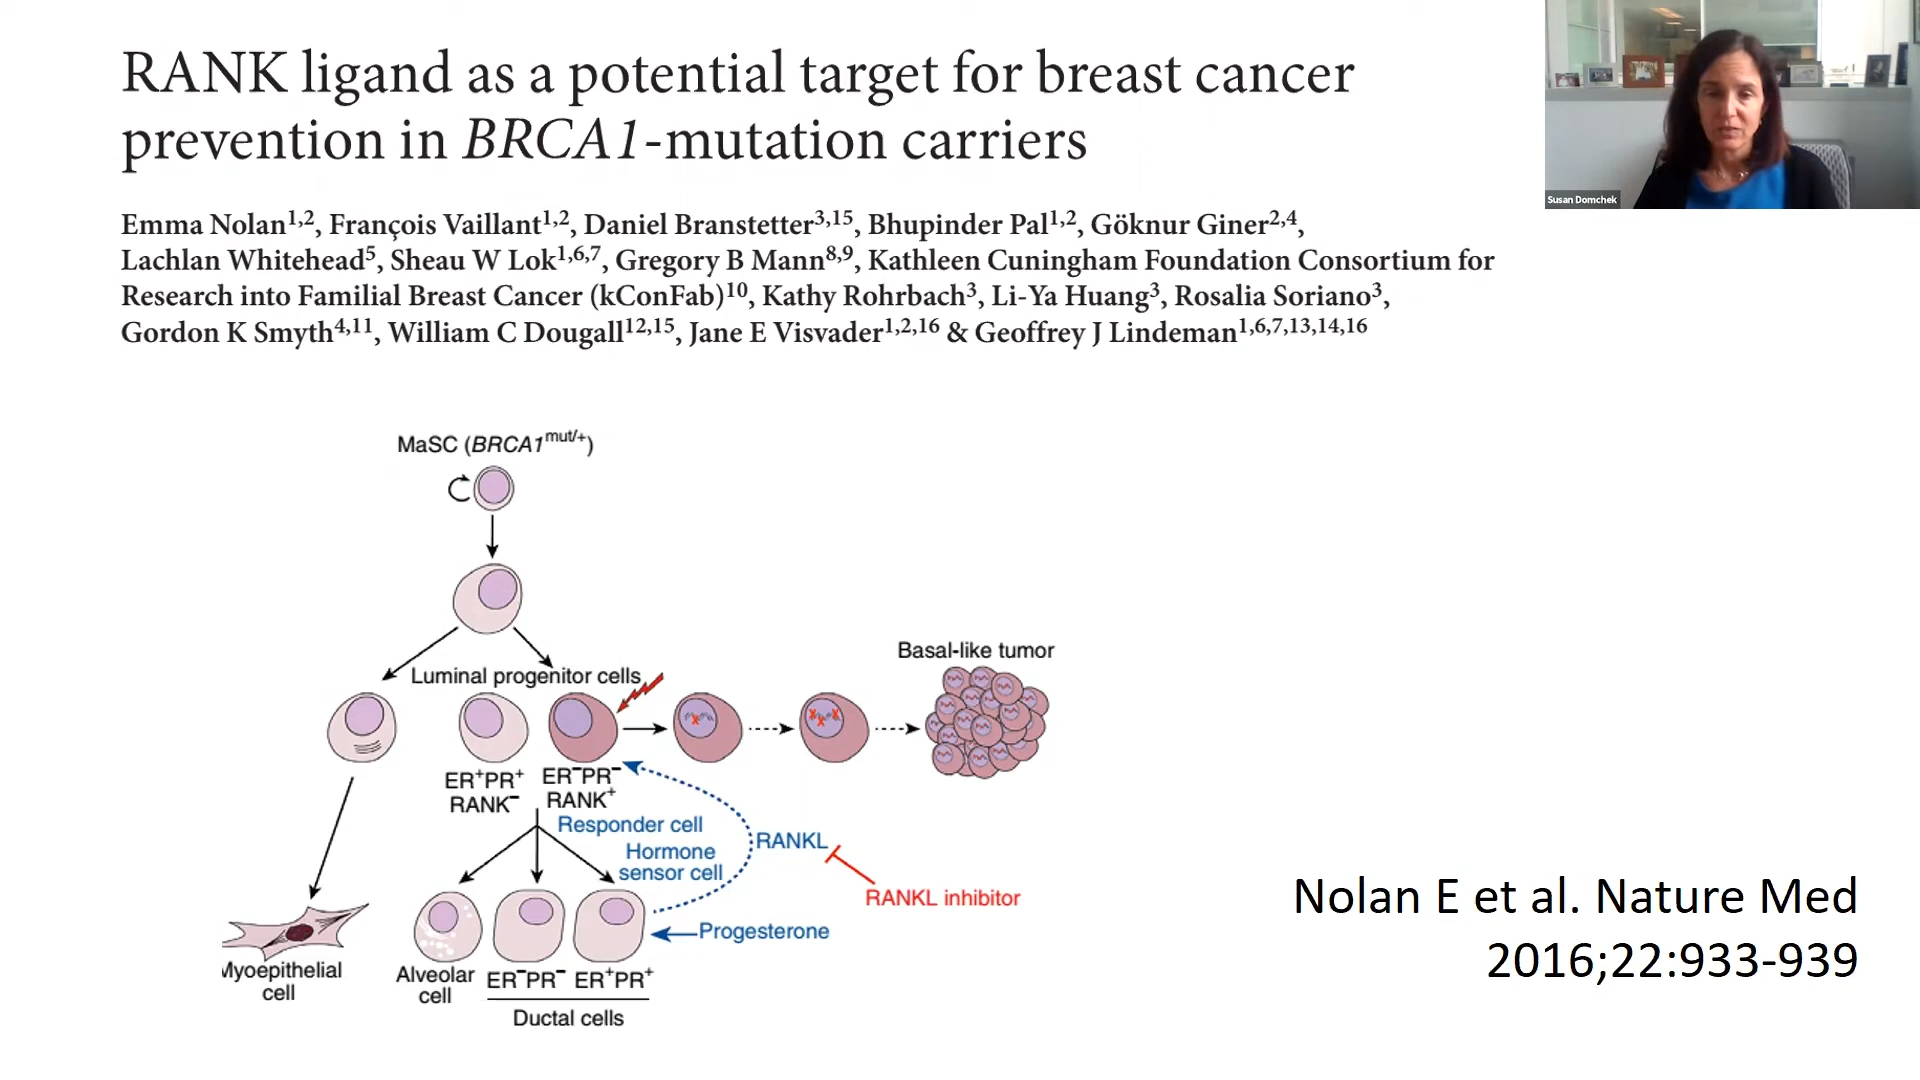 RANK ligand as a potential target for breast cancer
prevention in BRCA1-mutation carriers
Susan Domchek
Emma Nolan1,2, François Vaillant1,2, Daniel Branstetter3,15, Bhupinder Pal1,2, Göknur Giner2,4,
Lachlan Whitehead5, Sheau W Lok1,6,7, Gregory B Mann8,9, Kathleen Cuningham Foundation Consortium for
Research into Familial Breast Cancer (kConFab)10, Kathy Rohrbach3, Li-Ya Huang3, Rosalia Soriano3,
Gordon K Smyth4,11, William C Dougall12,15, Jane E Visvader1,2,16 & Geoffrey J Lindeman1,6,7,13,14,16
MaSC (BRCA1mut/+)
Basal-like tumor
Luminal progenitor cells
ER+PR+
RANK−
ER−PR−
RANK+
Responder cell
Hormone
sensor cell
RANKL
RANKL inhibitor
Progesterone
Myoepithelial
cell
Alveolar
cell
ER−PR− ER+PR+
Ductal cells
Nolan E et al. Nature Med
2016;22:933-939